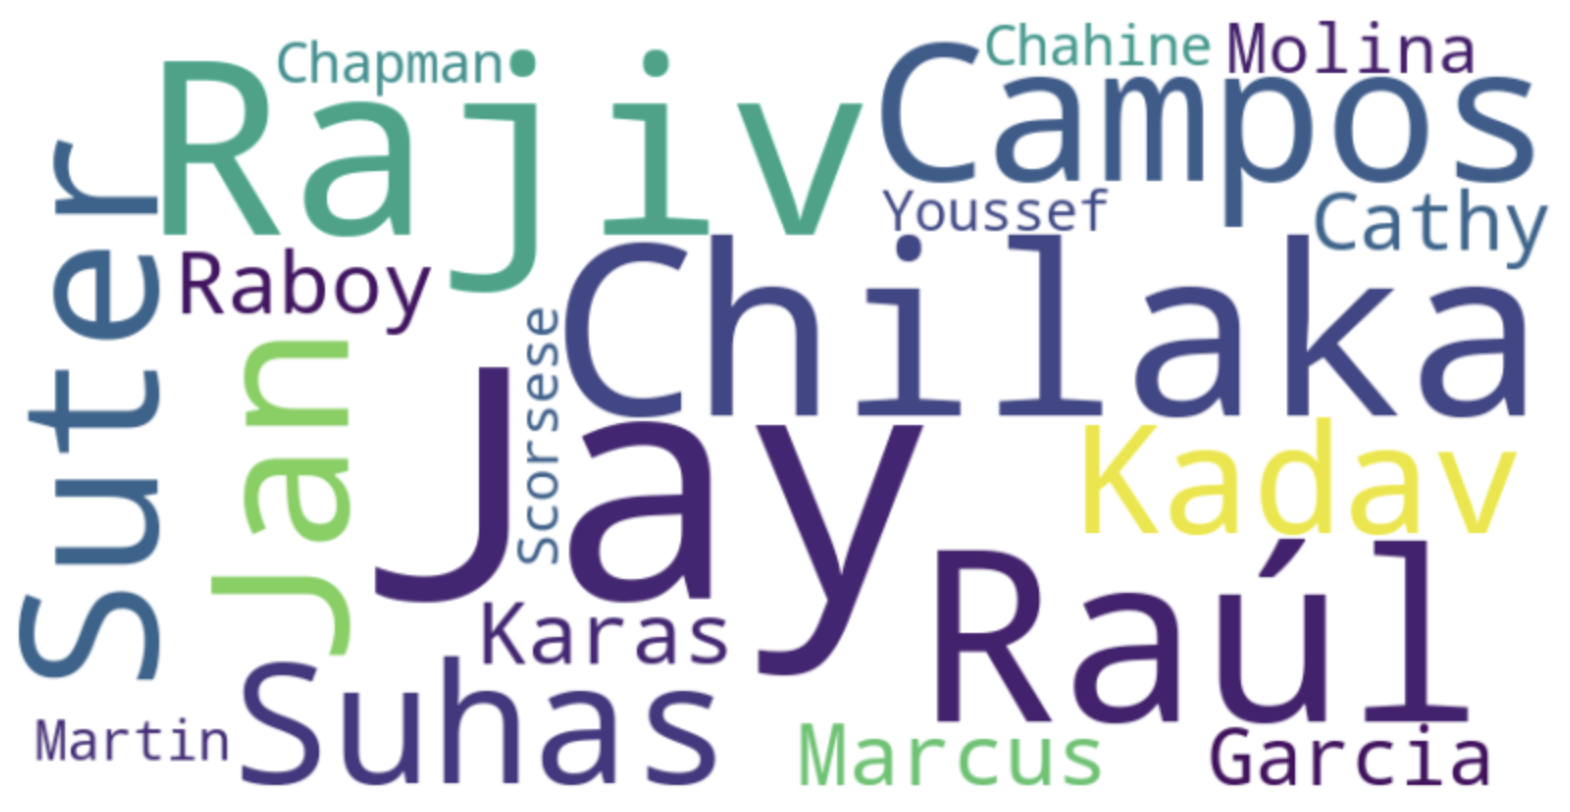 Chapman
Rajiv
Chahine
Molina
Campos
Youssef
Cathy
Suter
Raboy
Chilaka
Jan
Scorsese
Jay
Kadav
Karas
Raúl
Suhas
Martin
Marcus
Garcia